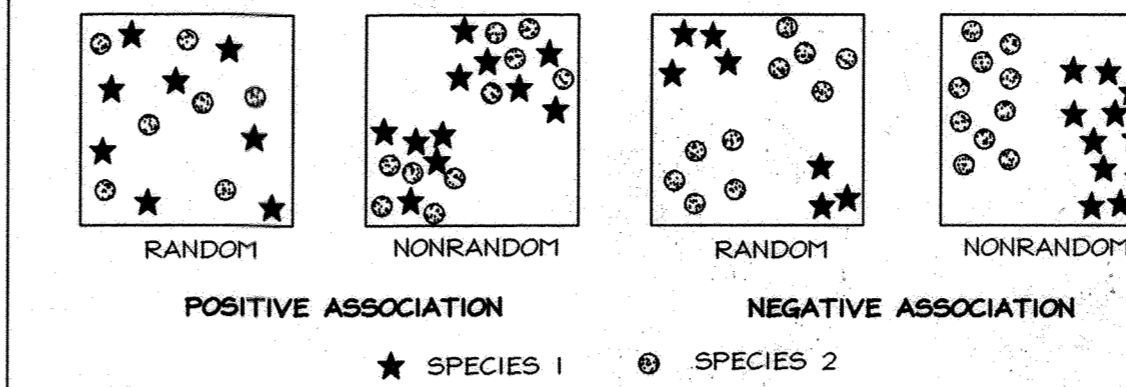 RANDOM NONRANDOM RANDOM NONRANDOM
POSITIVE ASSOCIATION NEGATIVE ASSOCIATION
SPECIES 1 SPECIES 2